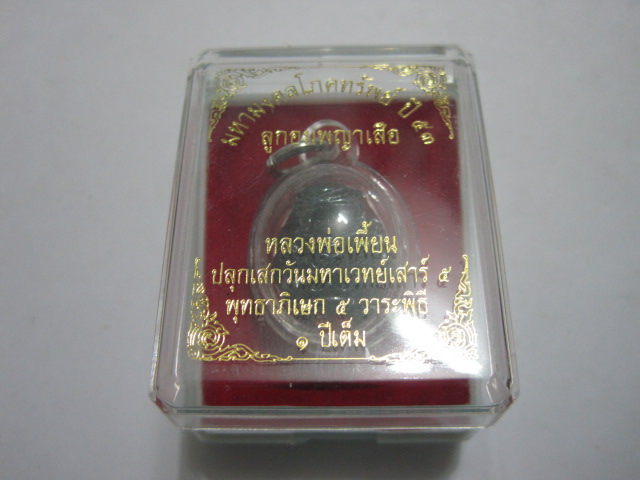 มหามงคลโภคทรัพย์ ปี ๕๓
ลูกอมพญาเสือ
หลวงพ่อเพี้ยน
ปลุกเสกวันมหาเวทย์เสาร์ ๕
พุทธาภิเษก ๕ วาระพิธี
๑ ปีเต็ม